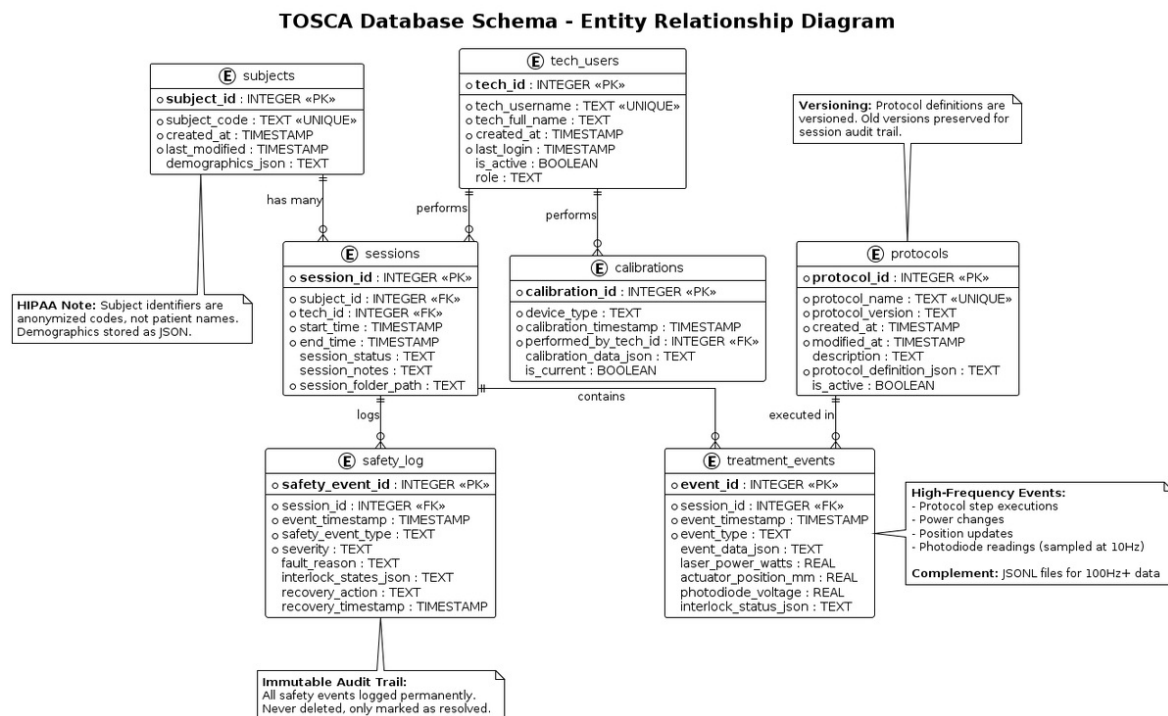 TOSCA Database Schema - Entity Relationship Diagram
E subjects
subject_id : INTEGER «PK»
subject_code : TEXT «UNIQUE»
created_at : TIMESTAMP
last_modified : TIMESTAMP
demographics_json : TEXT
E tech_users
tech_id : INTEGER «PK»
tech_username : TEXT «UNIQUE»
tech_full_name : TEXT
created_at : TIMESTAMP
last_login : TIMESTAMP
is_active : BOOLEAN
role : TEXT
Versioning: Protocol definitions are
versioned. Old versions preserved for
session audit trail.
has many
performs
performs
HIPAA Note: Subject identifiers are
anonymized codes, not patient names.
Demographics stored as JSON.
E sessions
session_id : INTEGER «PK»
subject_id : INTEGER «FK»
tech_id : INTEGER «FK»
start_time : TIMESTAMP
end_time : TIMESTAMP
session_status : TEXT
session_notes : TEXT
session_folder_path : TEXT
E calibrations
calibration_id : INTEGER «PK»
device_type : TEXT
calibration_timestamp : TIMESTAMP
performed_by_tech_id : INTEGER «FK»
calibration_data_json : TEXT
is_current : BOOLEAN
E protocols
protocol_id : INTEGER «PK»
protocol_name : TEXT «UNIQUE»
protocol_version : TEXT
created_at : TIMESTAMP
modified_at : TIMESTAMP
description : TEXT
protocol_definition_json : TEXT
is_active : BOOLEAN
logs
contains
executed in
E safety_log
safety_event_id : INTEGER «PK»
session_id : INTEGER «FK»
event_timestamp : TIMESTAMP
safety_event_type : TEXT
severity : TEXT
fault_reason : TEXT
interlock_states_json : TEXT
recovery_action : TEXT
recovery_timestamp : TIMESTAMP
E treatment_events
event_id : INTEGER «PK»
session_id : INTEGER «FK»
event_timestamp : TIMESTAMP
event_type : TEXT
event_data_json : TEXT
laser_power_watts : REAL
actuator_position_mm : REAL
photodiode_voltage : REAL
interlock_status_json : TEXT
High-Frequency Events:
- Protocol step executions
- Power changes
- Position updates
- Photodiode readings (sampled at 10Hz)
Complement: JSONL files for 100Hz+ data
Immutable Audit Trail:
All safety events logged permanently.
Never deleted, only marked as resolved.